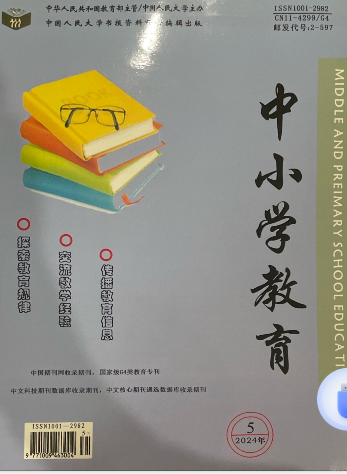 中华人民共和国教育部主管/中国人民大学主办
中国人民大学书报资料中心编辑出版
ISSN1001-2982
CN11-4299/G4
邮发代号:2-597
BOOK
中小学教育
MIDDLE AND PREIMARY SCHOOL EDUCATI
传播教育信息
交流教学经验
探索教育规律
中国期刊网收录期刊,国家级G4类教育专刊
中文科技期刊数据库收录期刊,中文核心期刊遴选数据库收录期刊
ISSN1001-2982
5
2024年